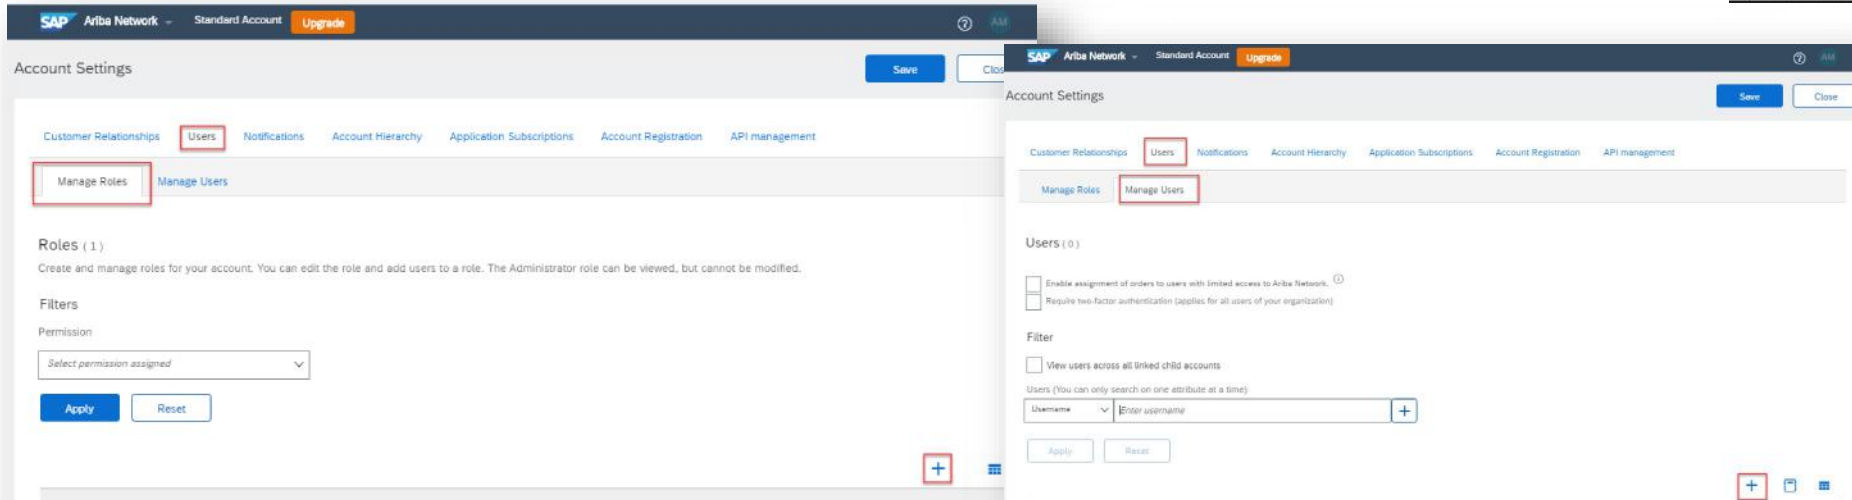 SAP Ariba Network Standard Account Upgrade ? AM
Account Settings Save Clos
Customer Relationships Users Notifications Account Hierarchy Application Subscriptions Account Registration API management
Manage Roles Manage Users
Roles (1)
Create and manage roles for your account. You can edit the role and add users to a role. The Administrator role can be viewed, but cannot be modified.
Filters
Permission
Select permission assigned
Apply Reset
+
SAP Ariba Network Standard Account Upgrade ? AM
Account Settings Save Close
Customer Relationships Users Notifications Account Hierarchy Application Subscriptions Account Registration API management
Manage Roles Manage Users
Users (0)
Enable assignment of orders to users with limited access to Ariba Network. i
Require two-factor authentication (applies for all users of your organization)
Filter
View users across all linked child accounts
Users (You can only search on one attribute at a time)
Username Enter username +
Apply Reset
+